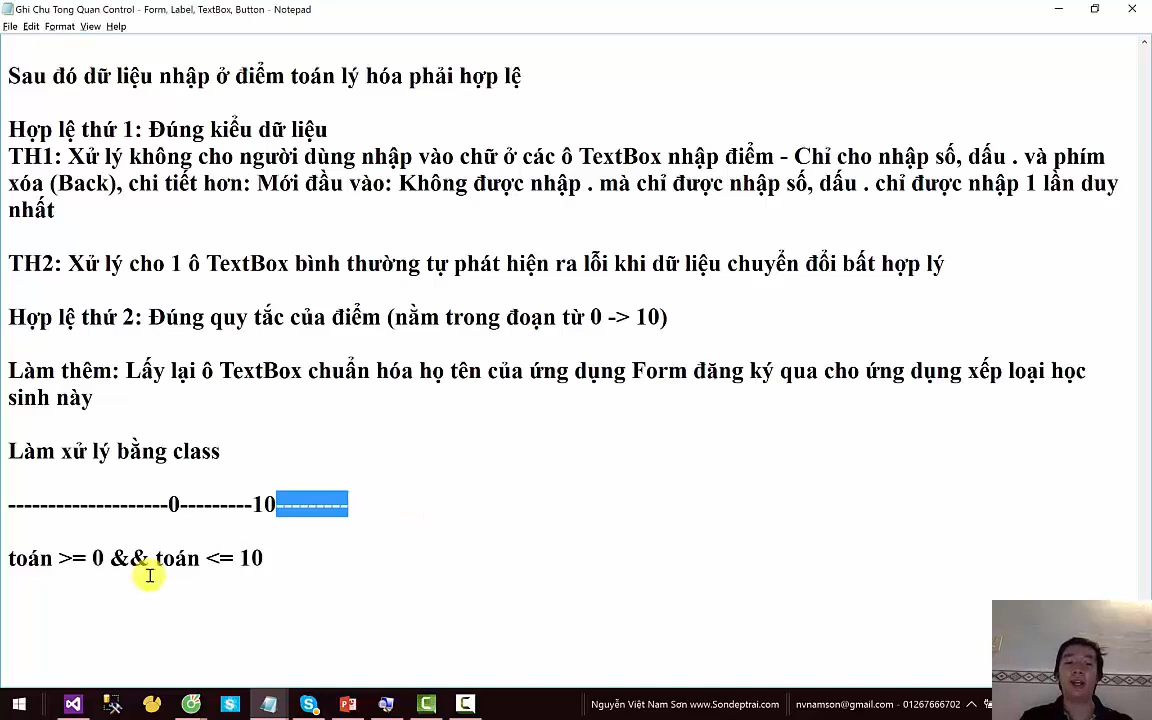 Ghi Chu Tong Quan Control - Form, Label, TextBox, Button - Notepad
File Edit Format View Help
Sau đó dữ liệu nhập ở điểm toán lý hóa phải hợp lệ
Hợp lệ thứ 1: Đúng kiểu dữ liệu
TH1: Xử lý không cho người dùng nhập vào chữ ở các ô TextBox nhập điểm - Chỉ cho nhập số, dấu . và phím
xóa (Back), chi tiết hơn: Mới đầu vào: Không được nhập . mà chỉ được nhập số, dấu . chỉ được nhập 1 lần duy
nhất
TH2: Xử lý cho 1 ô TextBox bình thường tự phát hiện ra lỗi khi dữ liệu chuyển đổi bất hợp lý
Hợp lệ thứ 2: Đúng quy tắc của điểm (nằm trong đoạn từ 0 -> 10)
Làm thêm: Lấy lại ô TextBox chuẩn hóa họ tên của ứng dụng Form đăng ký qua cho ứng dụng xếp loại học
sinh này
Làm xử lý bằng class
--------------------0---------10---------
toán >= 0 && toán <= 10
Nguyễn Việt Nam Sơn www.Sondeptrai.com nvnamson@gmail.com - 01267666702